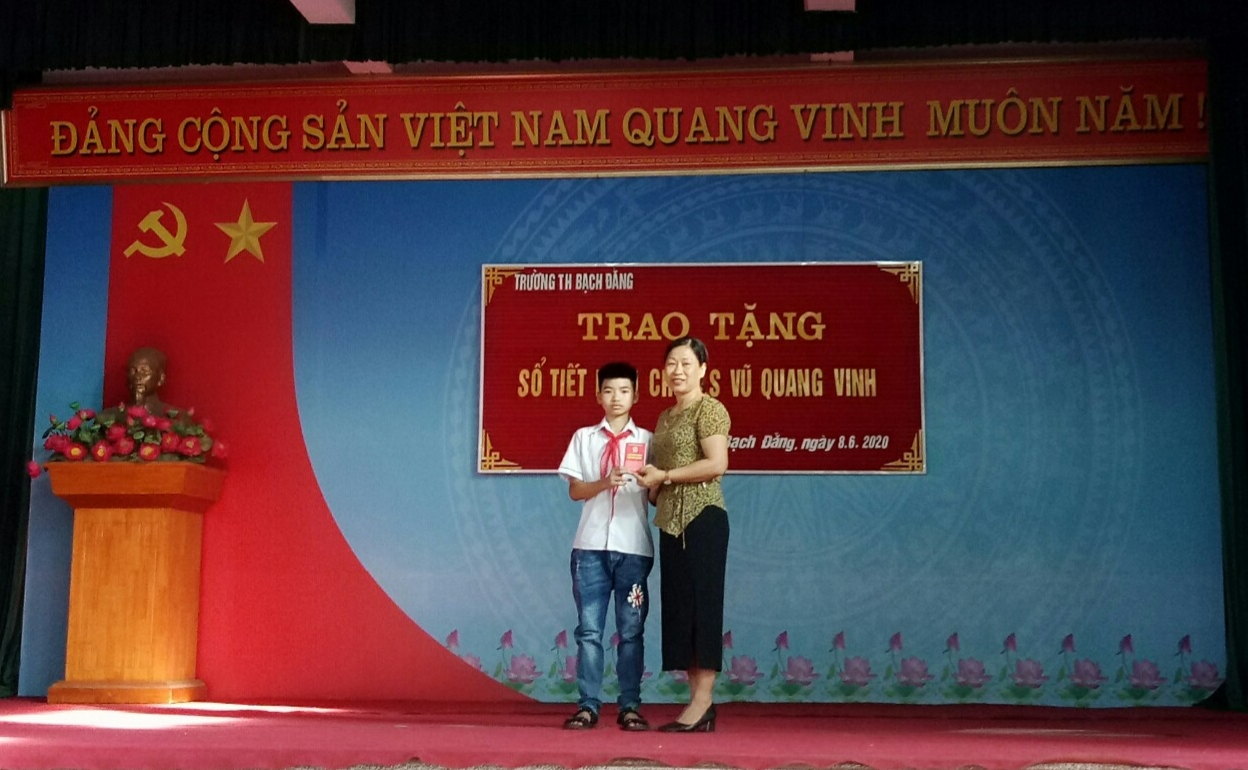 ĐẢNG CỘNG SẢN VIỆT NAM QUANG VINH MUÔN NĂM !
TRƯỜNG TH BẠCH ĐẰNG
TRAO TẶNG
SỔ TIẾT VŨ QUANG VINH
Bạch Đằng, ngày 8.6.2020